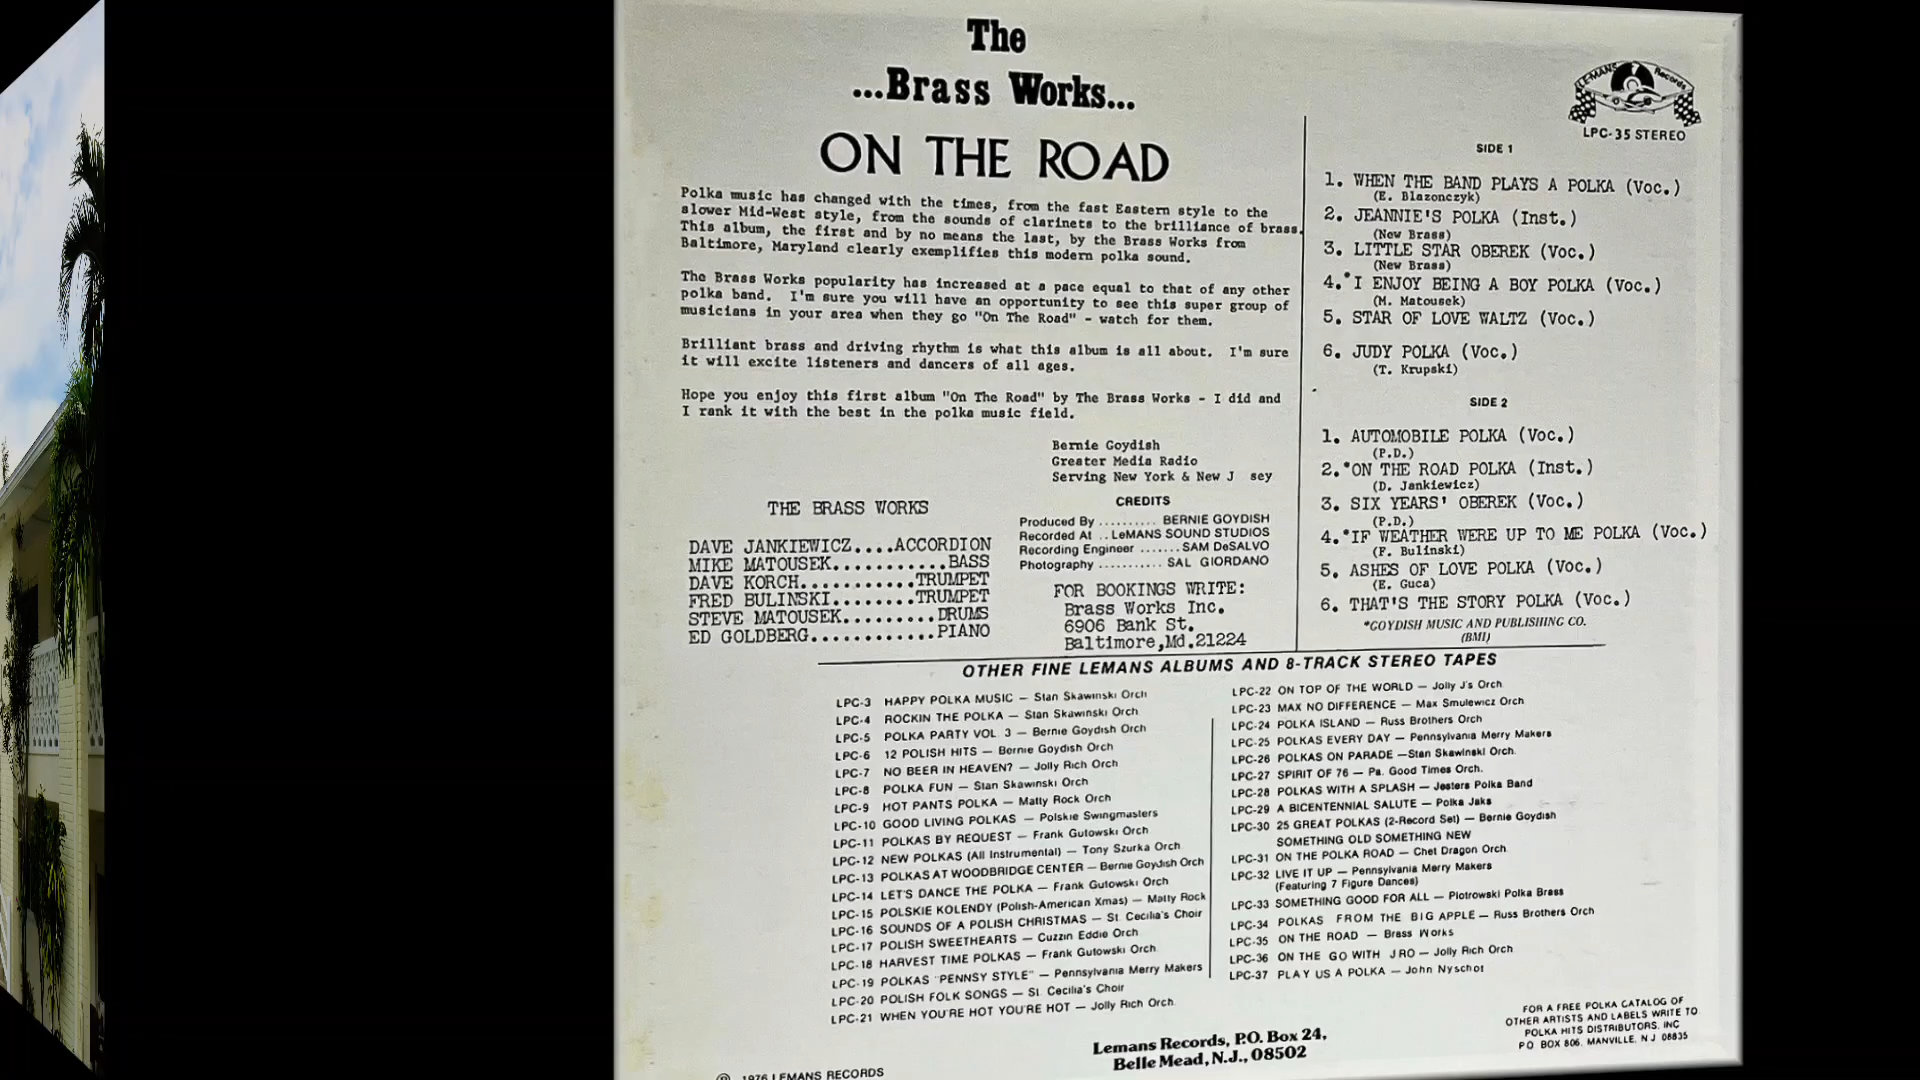 The
...Brass Works...
ON THE ROAD
Polka music has changed with the times, from the fast Eastern style to the
slower Mid-West style, from the sounds of clarinets to the brilliance of brass.
This album, the first and by no means the last, by the Brass Works from
Baltimore, Maryland clearly exemplifies this modern polka sound.
The Brass Works popularity has increased at a pace equal to that of any other
polka band. I'm sure you will have an opportunity to see this super group of
musicians in your area when they go "On The Road" - watch for them.
Brilliant brass and driving rhythm is what this album is all about. I'm sure
it will excite listeners and dancers of all ages.
Hope you enjoy this first album "On The Road" by The Brass Works - I did and
I rank it with the best in the polka music field.
Bernie Goydish
Greater Media Radio
Serving New York & New J sey
THE BRASS WORKS
DAVE JANKIEWICZ....ACCORDION
MIKE MATOUSEK...........BASS
DAVE KORCH...........TRUMPET
FRED BULINSKI........TRUMPET
STEVE MATOUSEK.........DRUMS
ED GOLDBERG............PIANO
CREDITS
Produced By .......... BERNIE GOYDISH
Recorded At .. LeMANS SOUND STUDIOS
Recording Engineer ....... SAM DeSALVO
Photography ........... SAL GIORDANO
FOR BOOKINGS WRITE:
Brass Works Inc.
6906 Bank St.
Baltimore,Md.21224
LE-MANS Records
LPC-35 STEREO
SIDE 1
1. WHEN THE BAND PLAYS A POLKA (Voc.)
(E. Blazonczyk)
2. JEANNIE'S POLKA (Inst.)
(New Brass)
3. LITTLE STAR OBEREK (Voc.)
(New Brass)
4.*I ENJOY BEING A BOY POLKA (Voc.)
(M. Matousek)
5. STAR OF LOVE WALTZ (Voc.)
6. JUDY POLKA (Voc.)
(T. Krupski)
SIDE 2
1. AUTOMOBILE POLKA (Voc.)
(P.D.)
2.*ON THE ROAD POLKA (Inst.)
(D. Jankiewicz)
3. SIX YEARS' OBEREK (Voc.)
(P.D.)
4.*IF WEATHER WERE UP TO ME POLKA (Voc.)
(F. Bulinski)
5. ASHES OF LOVE POLKA (Voc.)
(E. Guca)
6. THAT'S THE STORY POLKA (Voc.)
*GOYDISH MUSIC AND PUBLISHING CO.
(BMI)
OTHER FINE LEMANS ALBUMS AND 8-TRACK STEREO TAPES
LPC-3 HAPPY POLKA MUSIC — Stan Skawinski Orch
LPC-4 ROCKIN THE POLKA — Stan Skawinski Orch
LPC-5 POLKA PARTY VOL. 3 — Bernie Goydish Orch
LPC-6 12 POLISH HITS — Bernie Goydish Orch
LPC-7 NO BEER IN HEAVEN? — Jolly Rich Orch
LPC-8 POLKA FUN — Stan Skawinski Orch
LPC-9 HOT PANTS POLKA — Matty Rock Orch
LPC-10 GOOD LIVING POLKAS — Polskie Swingmasters
LPC-11 POLKAS BY REQUEST — Frank Gutowski Orch
LPC-12 NEW POLKAS (All Instrumental) — Tony Szurka Orch
LPC-13 POLKAS AT WOODBRIDGE CENTER — Bernie Goydish Orch
LPC-14 LET'S DANCE THE POLKA — Frank Gutowski Orch
LPC-15 POLSKIE KOLENDY (Polish-American Xmas) — Matty Rock
LPC-16 SOUNDS OF A POLISH CHRISTMAS — St. Cecilia's Choir
LPC-17 POLISH SWEETHEARTS — Cuzzin Eddie Orch
LPC-18 HARVEST TIME POLKAS — Frank Gutowski Orch
LPC-19 POLKAS "PENNSY STYLE" — Pennsylvania Merry Makers
LPC-20 POLISH FOLK SONGS — St. Cecilia's Choir
LPC-21 WHEN YOU'RE HOT YOU'RE HOT — Jolly Rich Orch.
LPC-22 ON TOP OF THE WORLD — Jolly J's Orch
LPC-23 MAX NO DIFFERENCE — Max Smulewicz Orch
LPC-24 POLKA ISLAND — Russ Brothers Orch
LPC-25 POLKAS EVERY DAY — Pennsylvania Merry Makers
LPC-26 POLKAS ON PARADE —Stan Skawinski Orch.
LPC-27 SPIRIT OF 76 — Pa. Good Times Orch.
LPC-28 POLKAS WITH A SPLASH — Jesters Polka Band
LPC-29 A BICENTENNIAL SALUTE — Polka Jaks
LPC-30 25 GREAT POLKAS (2-Record Set) — Bernie Goydish
SOMETHING OLD SOMETHING NEW
LPC-31 ON THE POLKA ROAD — Chet Dragon Orch
LPC-32 LIVE IT UP — Pennsylvania Merry Makers
(Featuring 7 Figure Dances)
LPC-33 SOMETHING GOOD FOR ALL — Piotrowski Polka Brass
LPC-34 POLKAS FROM THE BIG APPLE — Russ Brothers Orch
LPC-35 ON THE ROAD — Brass Works
LPC-36 ON THE GO WITH JRO — Jolly Rich Orch
LPC-37 PLAY US A POLKA — John Nyschot
Lemans Records, P.O. Box 24,
Belle Mead, N.J., 08502
FOR A FREE POLKA CATALOG OF
OTHER ARTISTS AND LABELS WRITE TO
POLKA HITS DISTRIBUTORS, INC
P.O. BOX 806, MANVILLE, N.J. 08835
℗ 1976 LEMANS RECORDS